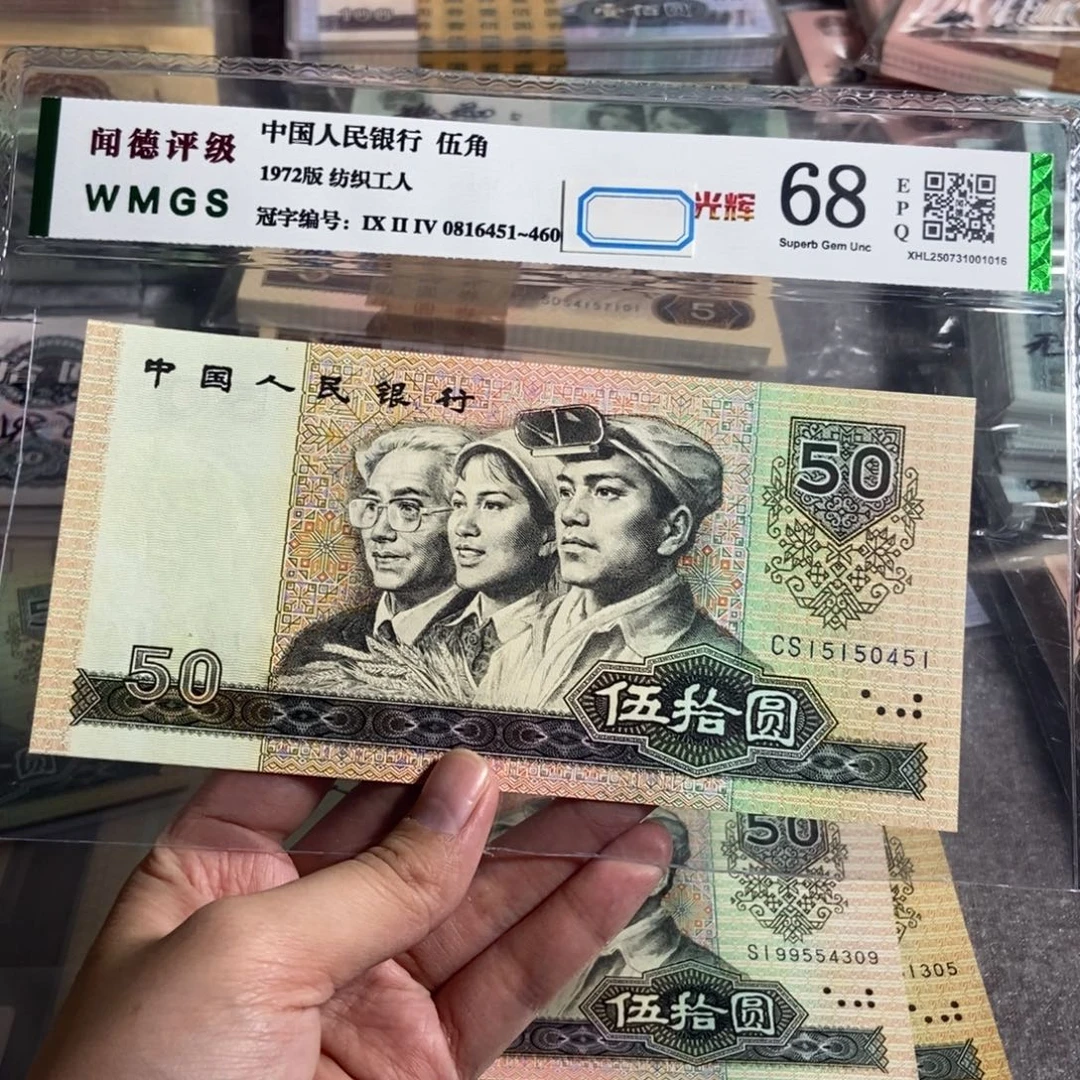 闻德评级
WMGS
中国人民银行 伍角
1972版 纺织工人
冠字编号：IX II IV 0816451~460
光辉
68
Superb Gem Unc
EPQ
XHL250731001016
5
中国人民银行
50
CS15150451
50
伍拾圆
50
SI99554309
伍拾圆
1305